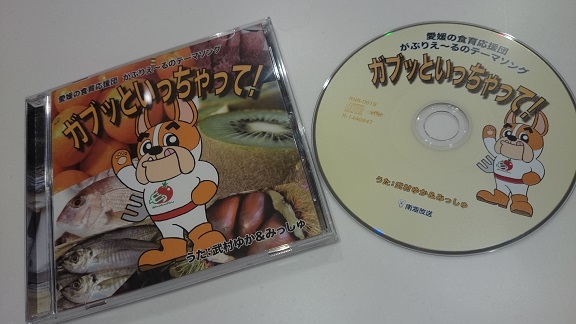 愛媛の食育応援団 がぶりえ〜るのテーマソング
ガブッといっちゃって!
うた:武村ゆか&みっしゅ
愛媛の食育応援団
がぶりえ〜るのテーマソング
ガブッといっちゃって!
うた:武村ゆか&みっしゅ
南海放送